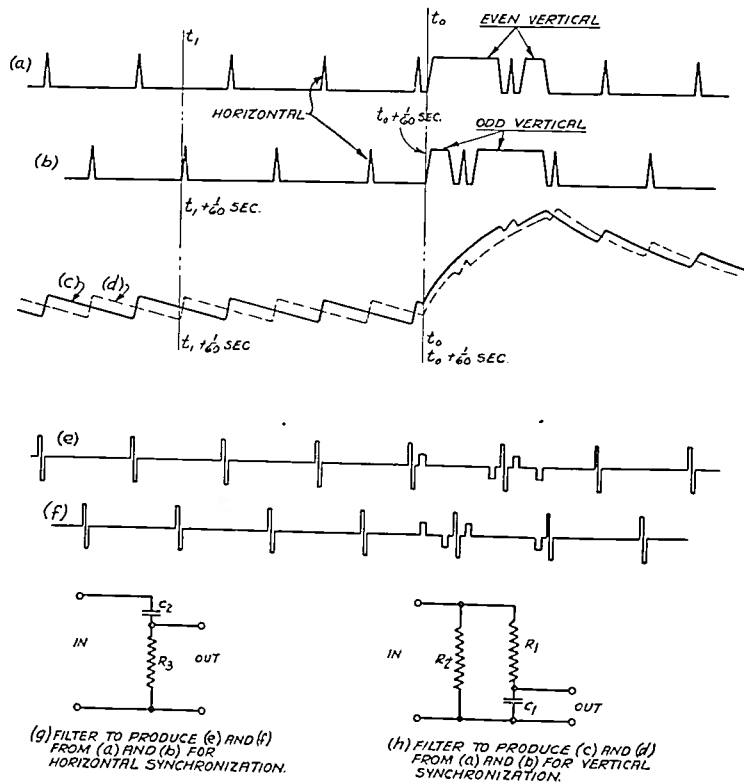 t₁
t₀
EVEN VERTICAL
(a)
HORIZONTAL
t₀ + 1/60 SEC.
ODD VERTICAL
(b)
t₁ + 1/60 SEC.
(c)
(d)
t₁ + 1/60 SEC
t₀
t₀ + 1/60 SEC.
(e)
(f)
C₂
IN
R₃
OUT
IN
Rt
R₁
C₁
OUT
(g) FILTER TO PRODUCE (e) AND (f)
FROM (a) AND (b) FOR
HORIZONTAL SYNCHRONIZATION.
(h) FILTER TO PRODUCE (c) AND (d)
FROM (a) AND (b) FOR VERTICAL
SYNCHRONIZATION.